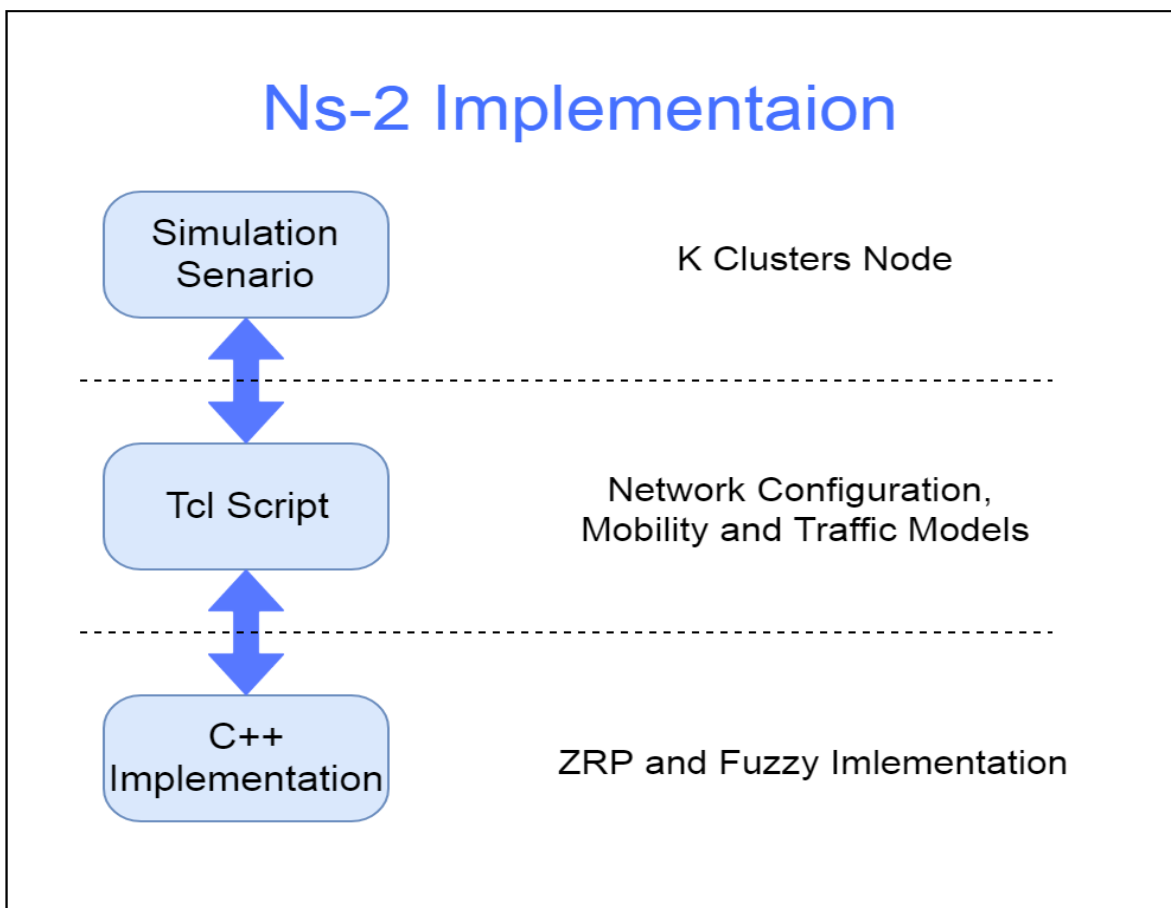 Ns-2 Implementaion
Simulation
Senario
K Clusters Node
Tcl Script
Network Configuration,
Mobility and Traffic Models
C++
Implementation
ZRP and Fuzzy Imlementation